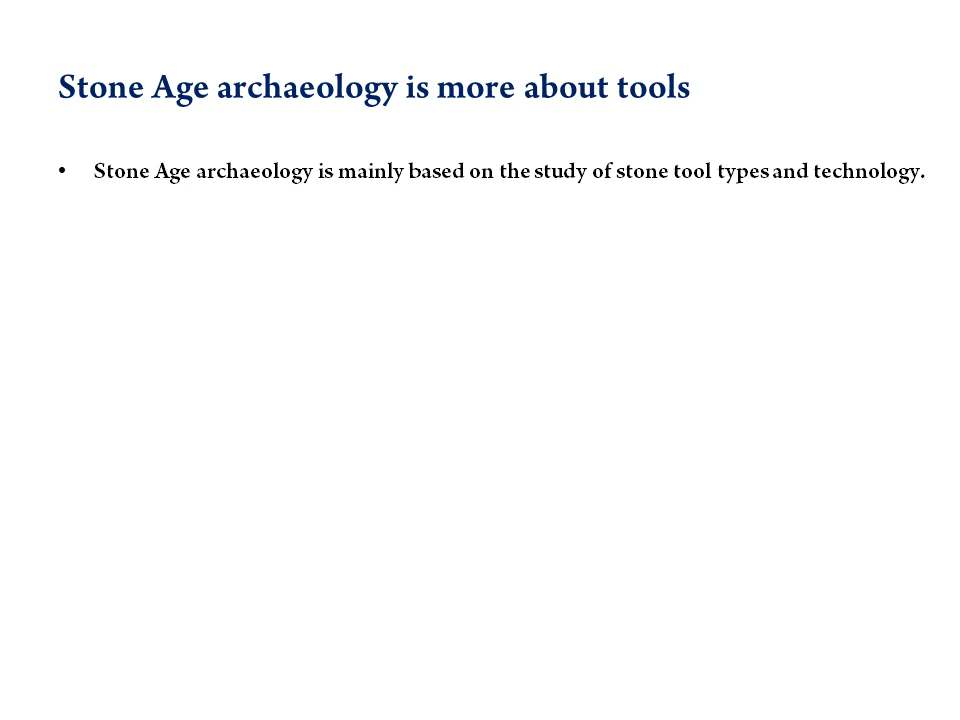 Stone Age archaeology is more about tools
• Stone Age archaeology is mainly based on the study of stone tool types and technology.